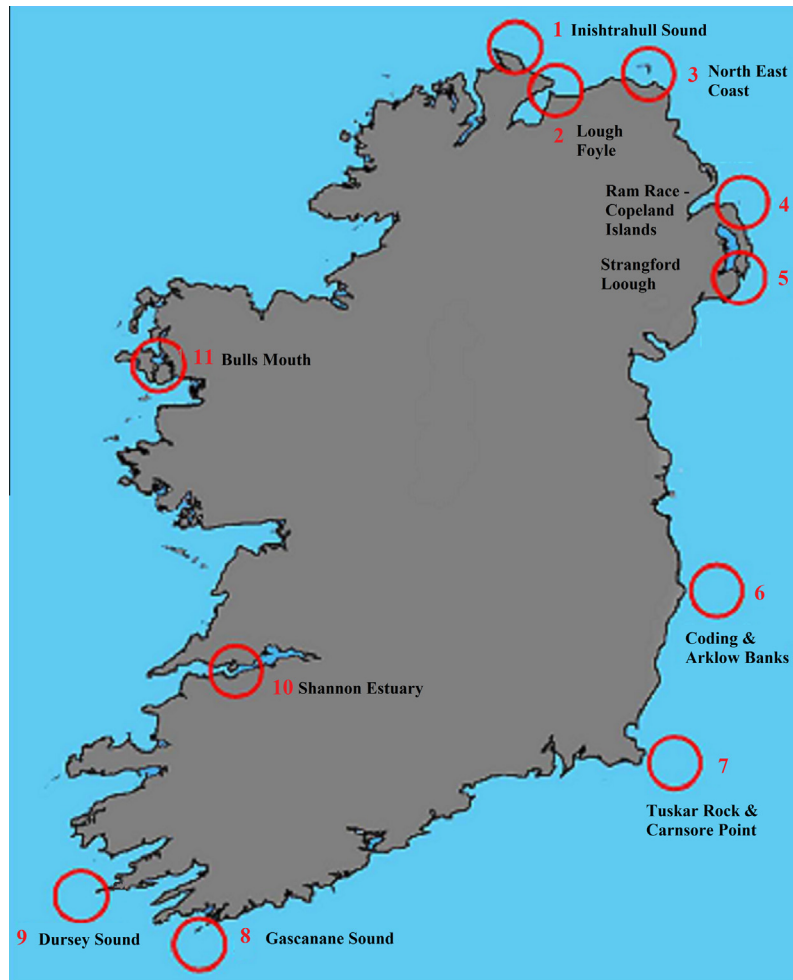 1 Inishtrahull Sound
3 North East
Coast
2 Lough
Foyle
Ram Race -
Copeland
Islands
4
Strangford
Loough
5
11 Bulls Mouth
6
Coding &
Arklow Banks
10 Shannon Estuary
7
Tuskar Rock &
Carnsore Point
9 Dursey Sound
8 Gascanane Sound